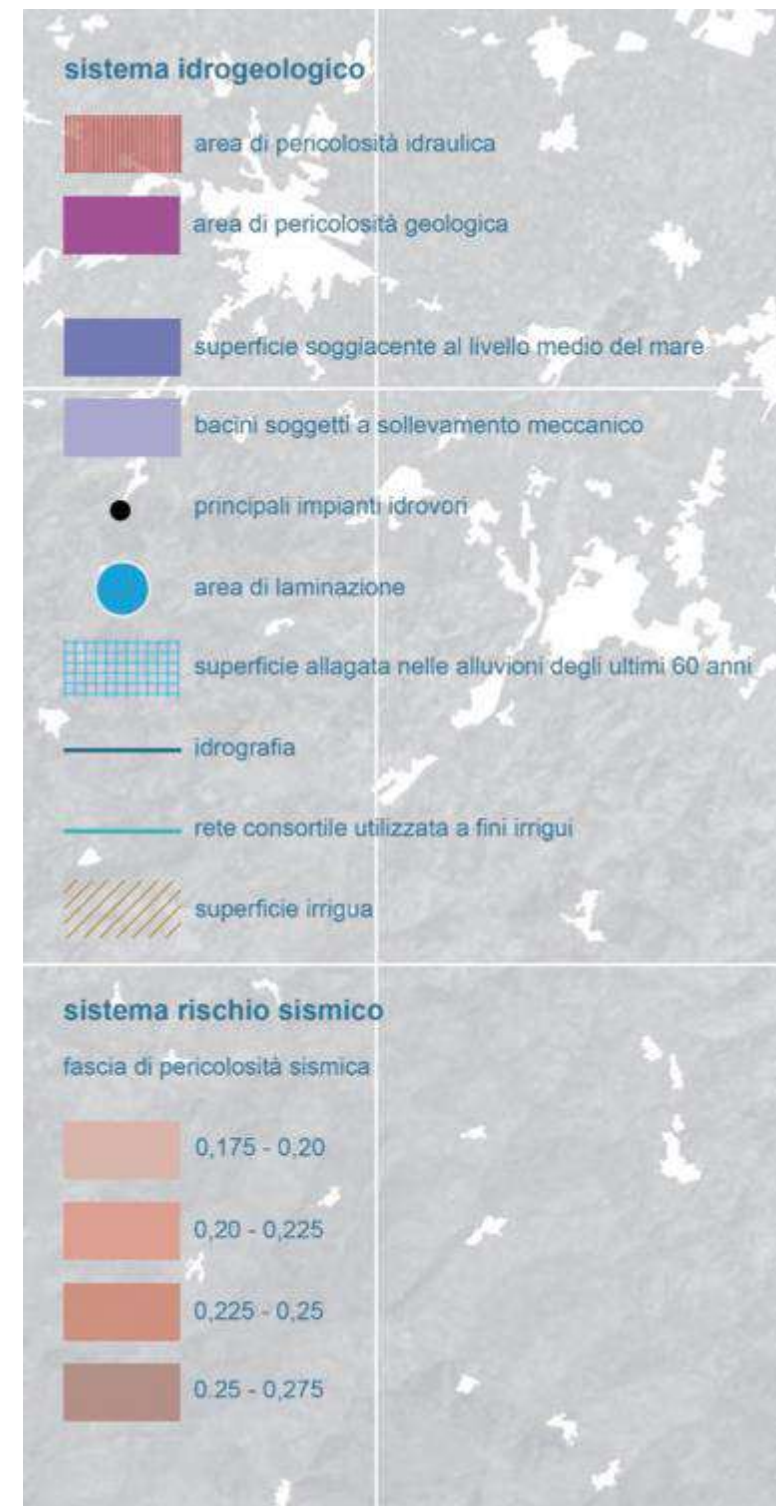 sistema idrogeologico
area di pericolosità idraulica
area di pericolosità geologica
superficie soggiacente al livello medio del mare
bacini soggetti a sollevamento meccanico
principali impianti idrovori
area di laminazione
superficie allagata nelle alluvioni degli ultimi 60 anni
idrografia
rete consortile utilizzata a fini irrigui
superficie irrigua
sistema rischio sismico
fascia di pericolosità sismica
0,175 - 0,20
0,20 - 0,225
0,225 - 0,25
0.25 - 0,275